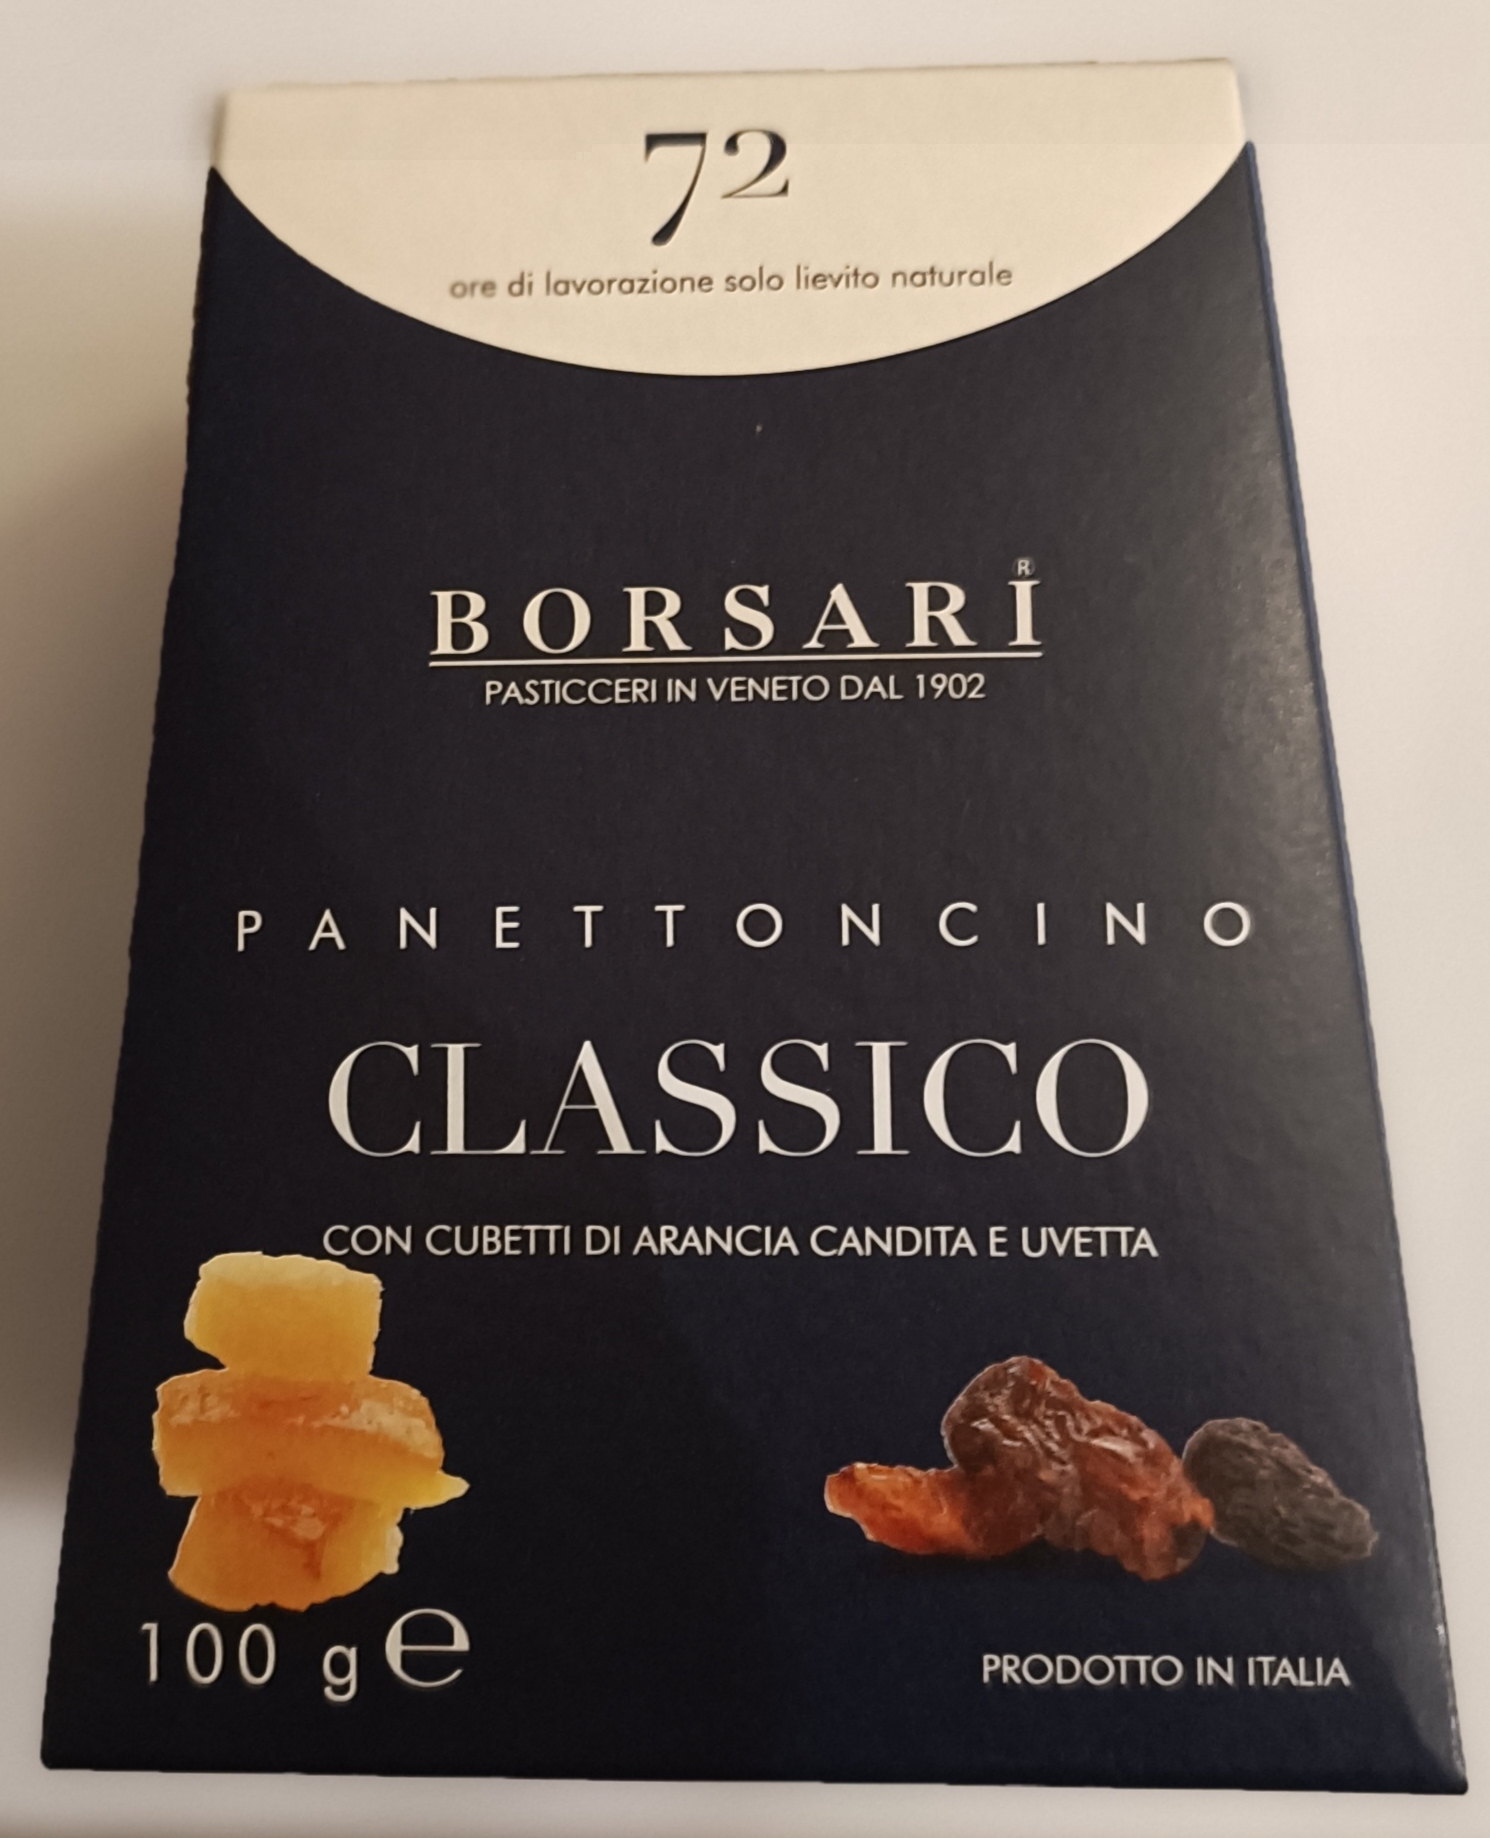 72
ore di lavorazione solo lievito naturale
BORSARI®
PASTICCERI IN VENETO DAL 1902
PANETTONCINO
CLASSICO
CON CUBETTI DI ARANCIA CANDITA E UVETTA
100 g e
PRODOTTO IN ITALIA